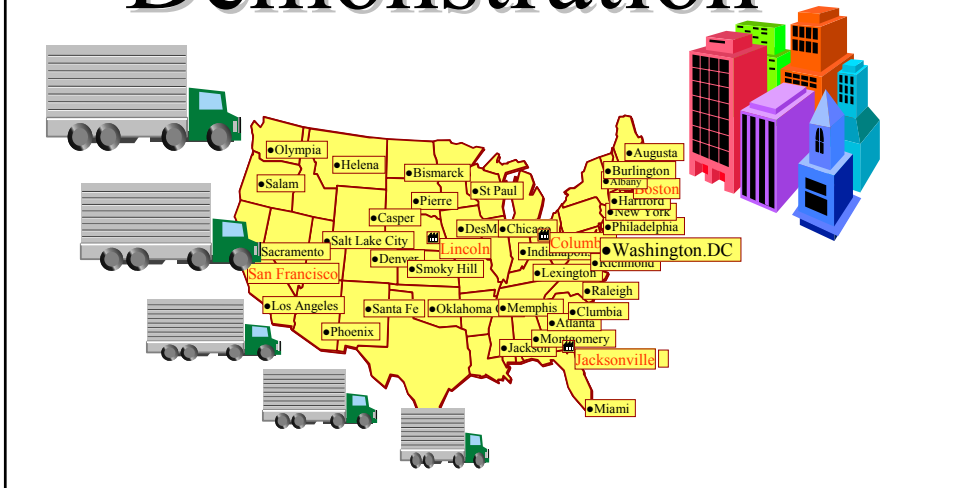 Demonstration
•Olympia
•Augusta
•Helena
•Burlington
•Bismarck
•Albany
•Salam
•St Paul
Boston
•Pierre
•Hartford
•New York
•Casper
•Philadelphia
•DesM
•Chicago
•Salt Lake City
Lincoln
Columb
•Washington.DC
Sacramento
•Indianapol
•Denver
•Richmond
•Smoky Hill
San Francisco
•Lexington
•Raleigh
•Los Angeles
•Santa Fe
•Oklahoma
•Memphis
•Clumbia
•Atlanta
•Phoenix
•Montgomery
•Jackson
Jacksonville
•Miami